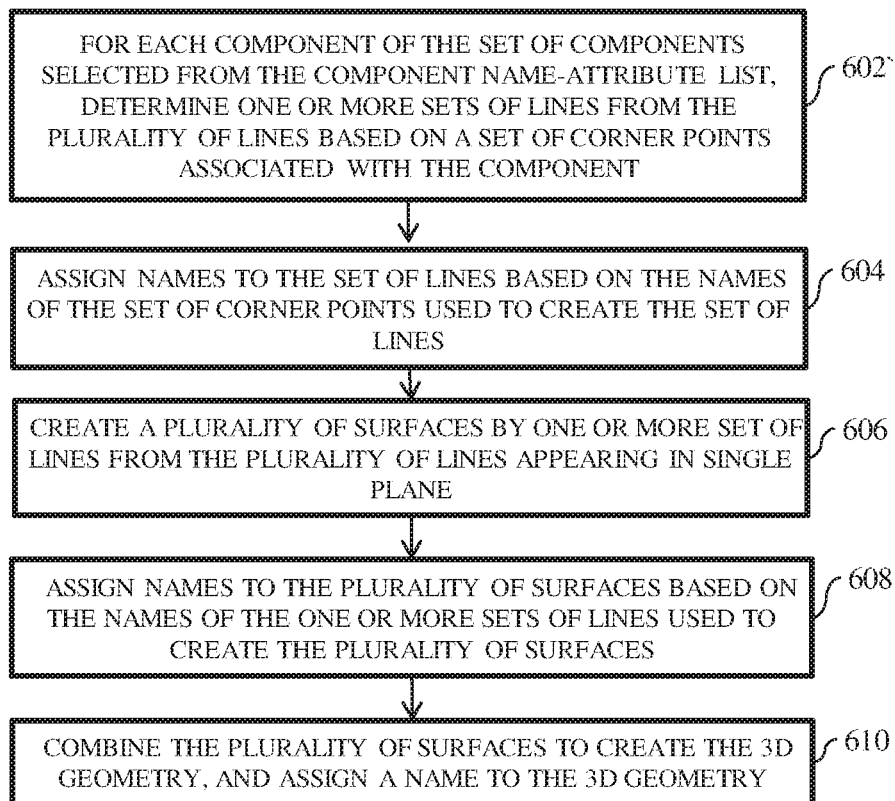 FOR EACH COMPONENT OF THE SET OF COMPONENTS
SELECTED FROM THE COMPONENT NAME-ATTRIBUTE LIST,
DETERMINE ONE OR MORE SETS OF LINES FROM THE
PLURALITY OF LINES BASED ON A SET OF CORNER POINTS
ASSOCIATED WITH THE COMPONENT
602`
ASSIGN NAMES TO THE SET OF LINES BASED ON THE NAMES
OF THE SET OF CORNER POINTS USED TO CREATE THE SET OF
LINES
604
CREATE A PLURALITY OF SURFACES BY ONE OR MORE SET OF
LINES FROM THE PLURALITY OF LINES APPEARING IN SINGLE
PLANE
606
ASSIGN NAMES TO THE PLURALITY OF SURFACES BASED ON
THE NAMES OF THE ONE OR MORE SETS OF LINES USED TO
CREATE THE PLURALITY OF SURFACES
608
COMBINE THE PLURALITY OF SURFACES TO CREATE THE 3D
GEOMETRY, AND ASSIGN A NAME TO THE 3D GEOMETRY
610